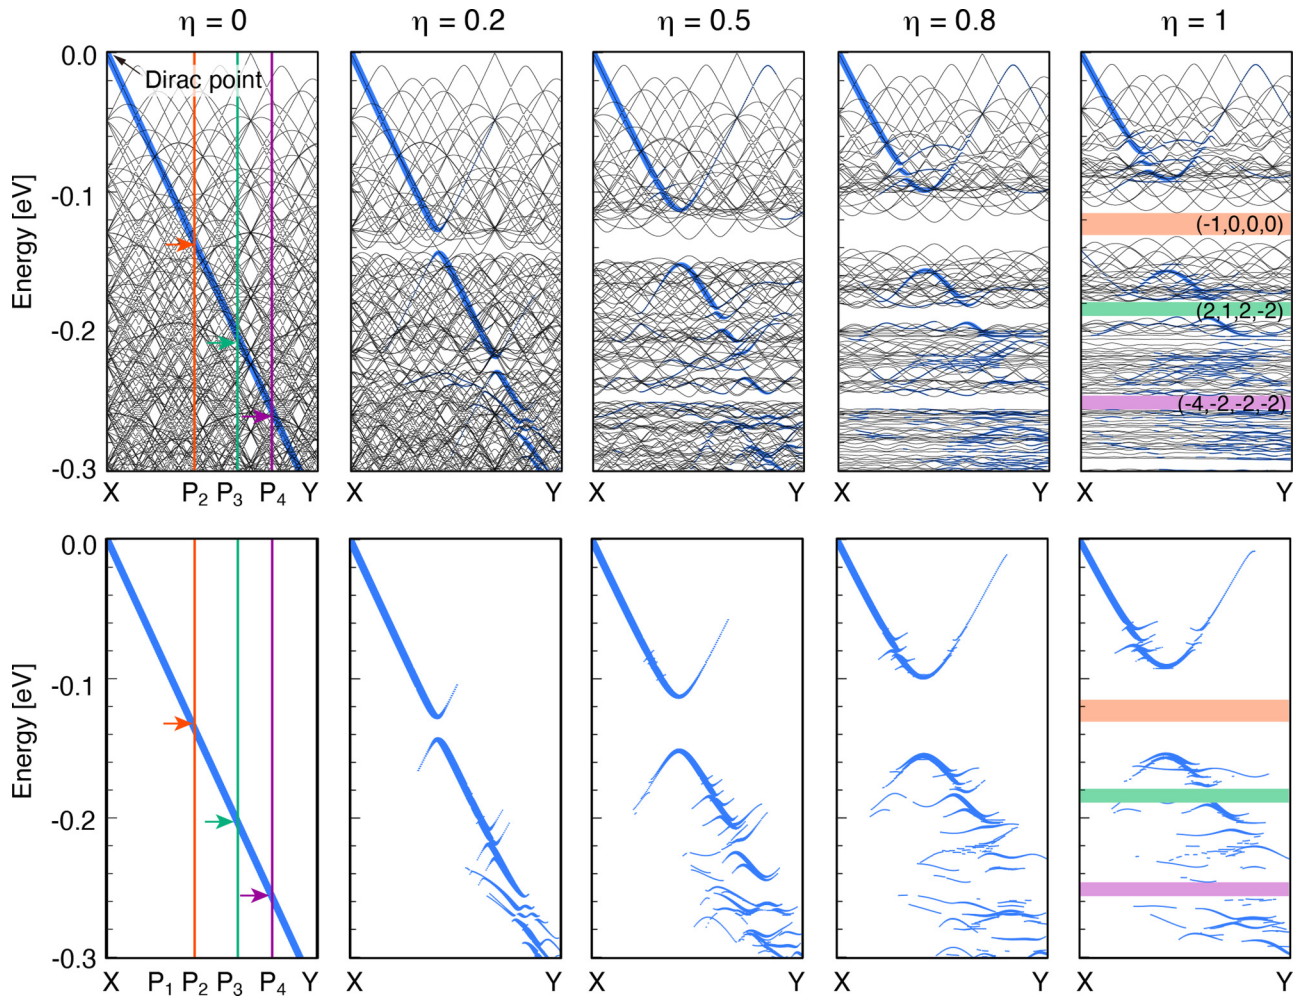 η = 0 η = 0.2 η = 0.5 η = 0.8 η = 1
0.0
Dirac point
-0.1
(-1,0,0,0)
Energy [eV]
-0.2
(2,1,2,-2)
(-4,-2,-2,-2)
-0.3
X P₂ P₃ P₄ Y X Y X Y X Y X Y
0.0
-0.1
Energy [eV]
-0.2
-0.3
X P₁ P₂ P₃ P₄ Y X Y X Y X Y X Y